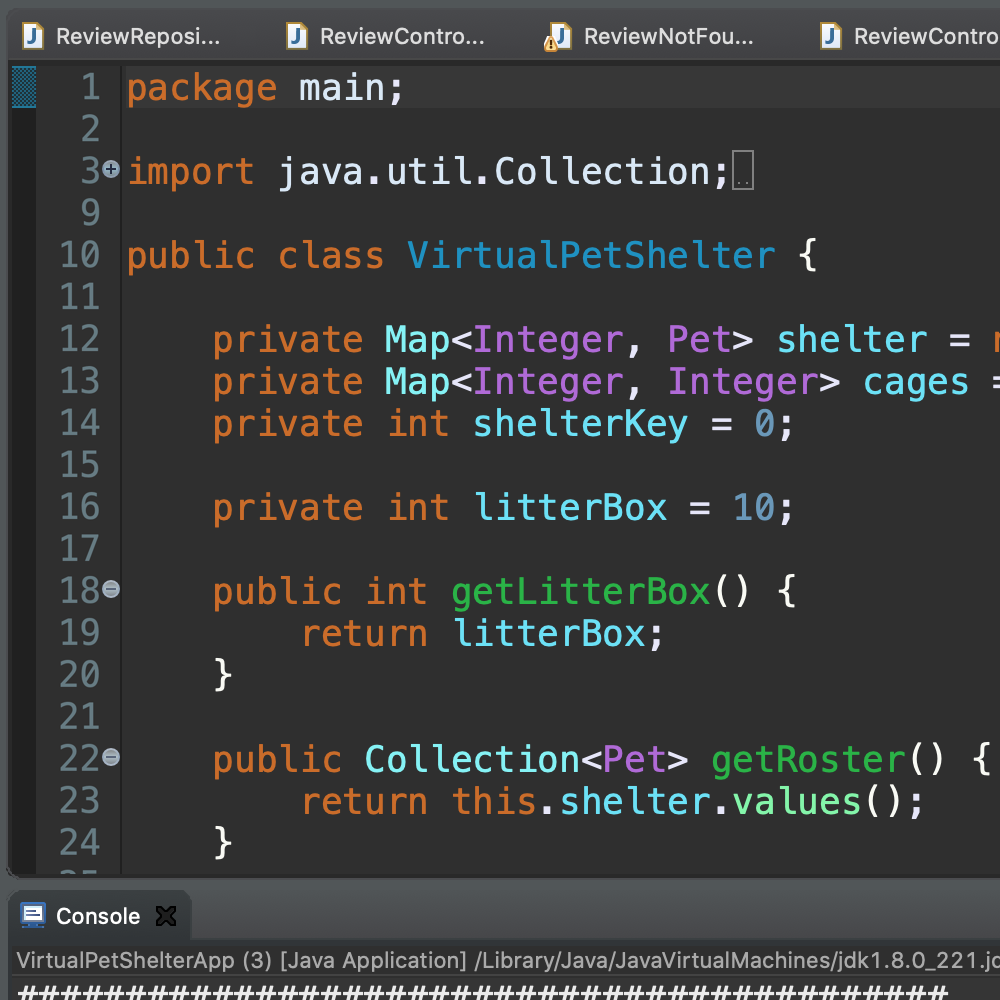 ReviewReposi... ReviewContro... ReviewNotFou... ReviewContro
1 package main;
2
3 import java.util.Collection;
9
10 public class VirtualPetShelter {
11
12 private Map<Integer, Pet> shelter =
13 private Map<Integer, Integer> cages =
14 private int shelterKey = 0;
15
16 private int litterBox = 10;
17
18 public int getLitterBox() {
19 return litterBox;
20 }
21
22 public Collection<Pet> getRoster() {
23 return this.shelter.values();
24 }
Console
VirtualPetShelterApp (3) [Java Application] /Library/Java/JavaVirtualMachines/jdk1.8.0_221.jd
###########################################